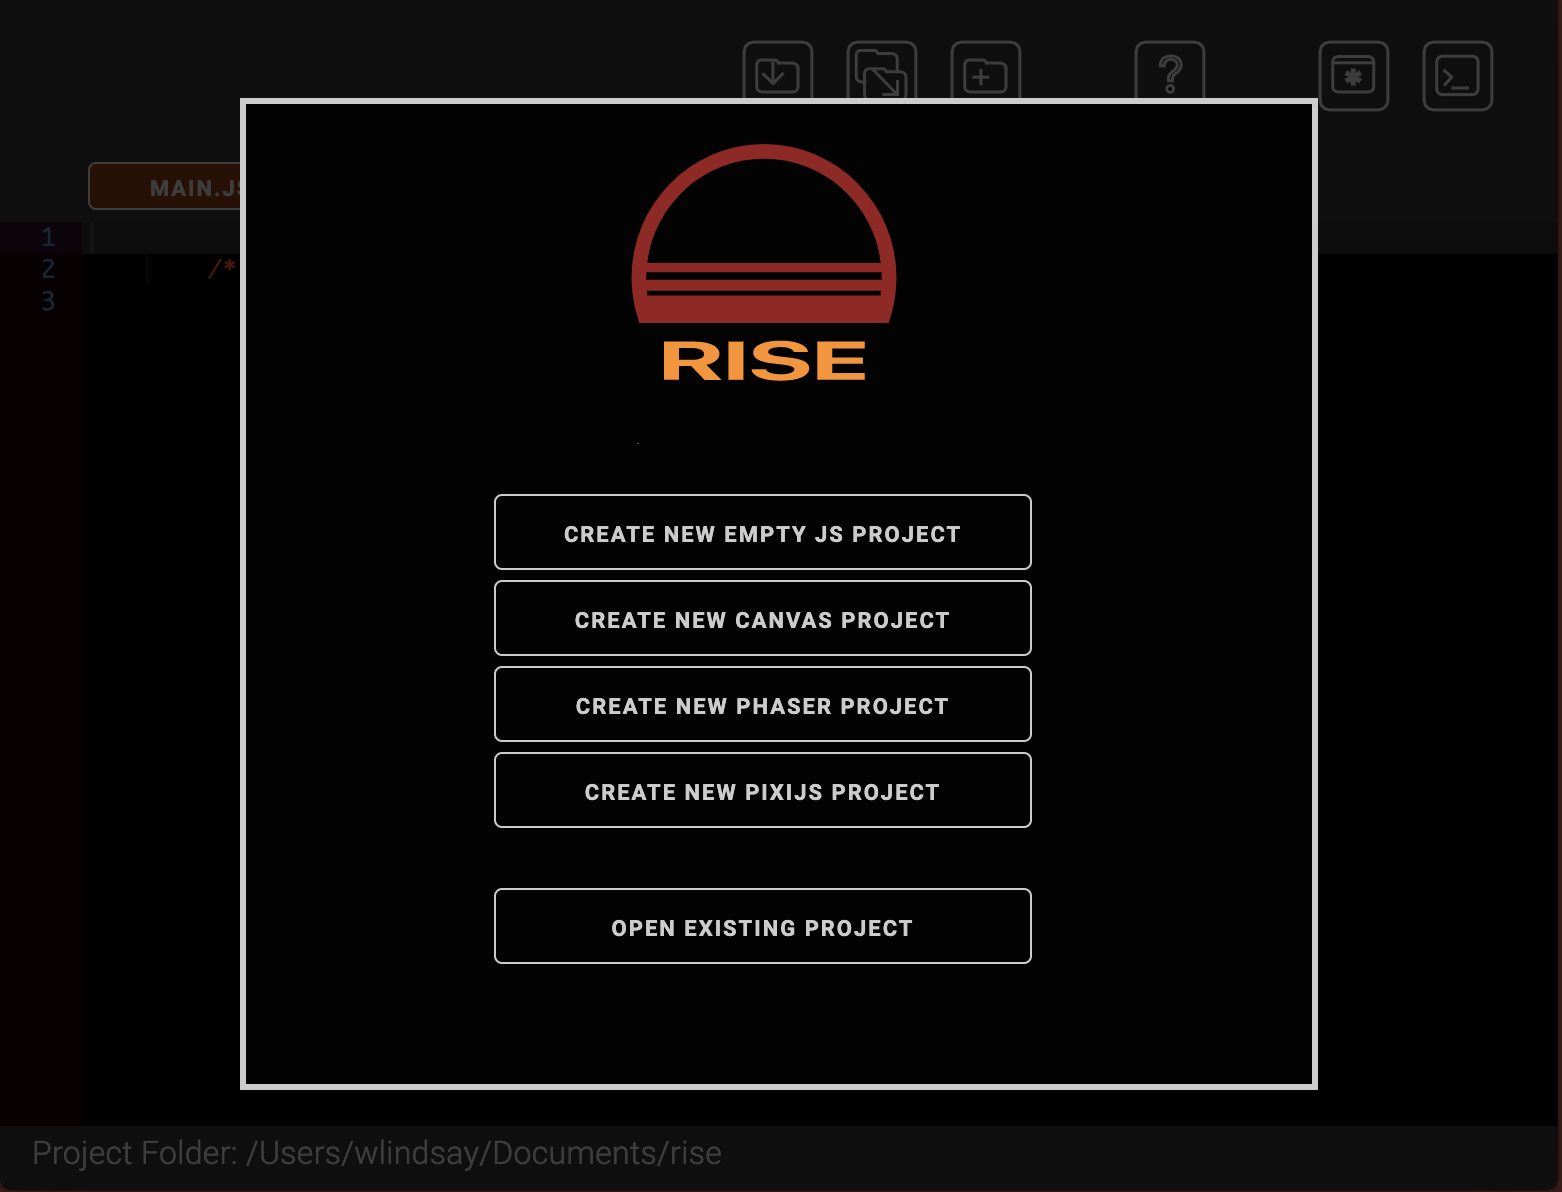 MAIN.JS
1
2 /*
3
RISE
CREATE NEW EMPTY JS PROJECT
CREATE NEW CANVAS PROJECT
CREATE NEW PHASER PROJECT
CREATE NEW PIXIJS PROJECT
OPEN EXISTING PROJECT
Project Folder: /Users/wlindsay/Documents/rise